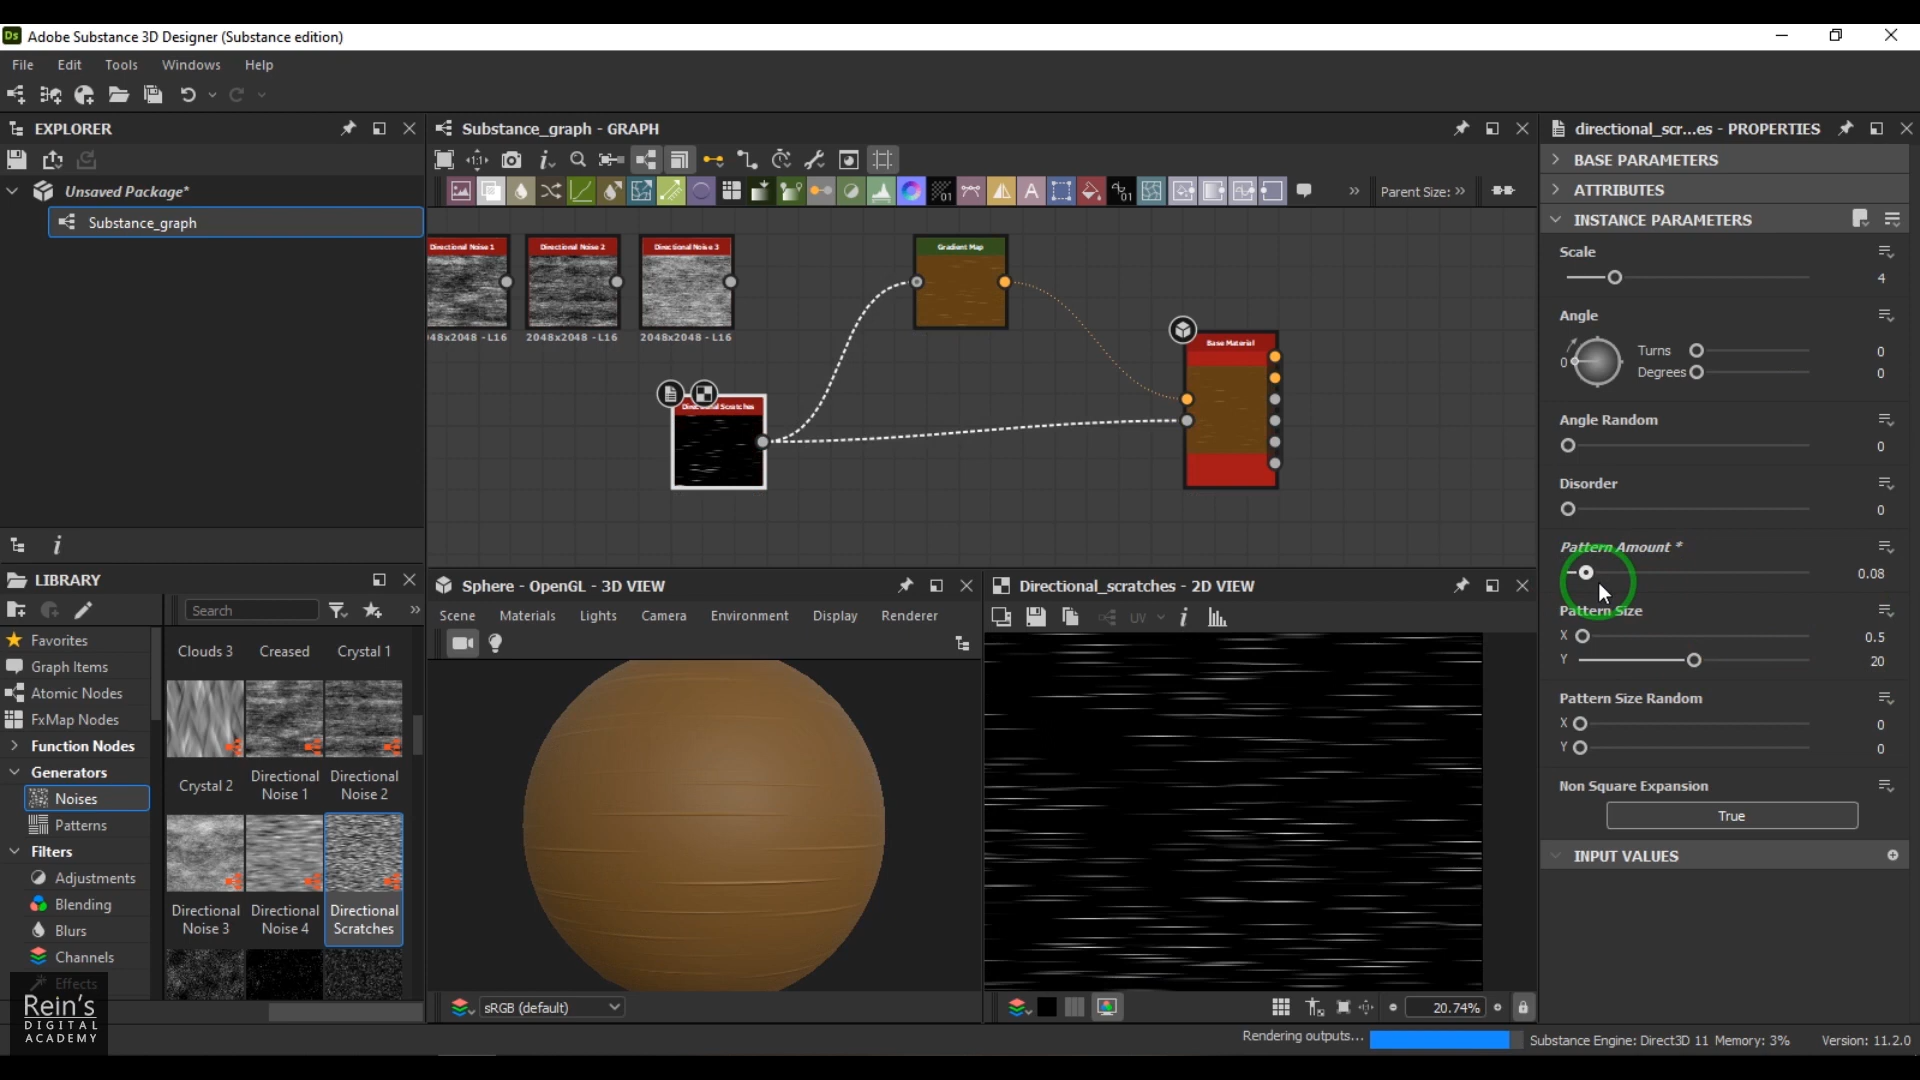 Ds Adobe Substance 3D Designer (Substance edition)
File Edit Tools Windows Help
EXPLORER
Unsaved Package*
Substance_graph
Substance_graph - GRAPH
Parent Size: >>
Directional Noise 1
Directional Noise 2
Directional Noise 3
48x2048 - L16
2048x2048 - L16
2048x2048 - L16
Gradient Map
Base Material
Directional Scratches
directional_scr...es - PROPERTIES
BASE PARAMETERS
ATTRIBUTES
INSTANCE PARAMETERS
Scale
4
Angle
0
Turns 0
Degrees 0
Angle Random
0
Disorder
0
Pattern Amount *
0.08
Pattern Size
X 0.5
Y 20
Pattern Size Random
X 0
Y 0
Non Square Expansion
True
INPUT VALUES
LIBRARY
Search
Favorites
Graph Items
Atomic Nodes
FxMap Nodes
Function Nodes
Generators
Noises
Patterns
Filters
Adjustments
Blending
Blurs
Channels
Effects
Clouds 3
Creased
Crystal 1
Crystal 2
Directional Noise 1
Directional Noise 2
Directional Noise 3
Directional Noise 4
Directional Scratches
Sphere - OpenGL - 3D VIEW
Scene Materials Lights Camera Environment Display Renderer
sRGB (default)
Directional_scratches - 2D VIEW
UV
20.74%
Rein's
DIGITAL
ACADEMY
Rendering outputs...
Substance Engine: Direct3D 11 Memory: 3%
Version: 11.2.0